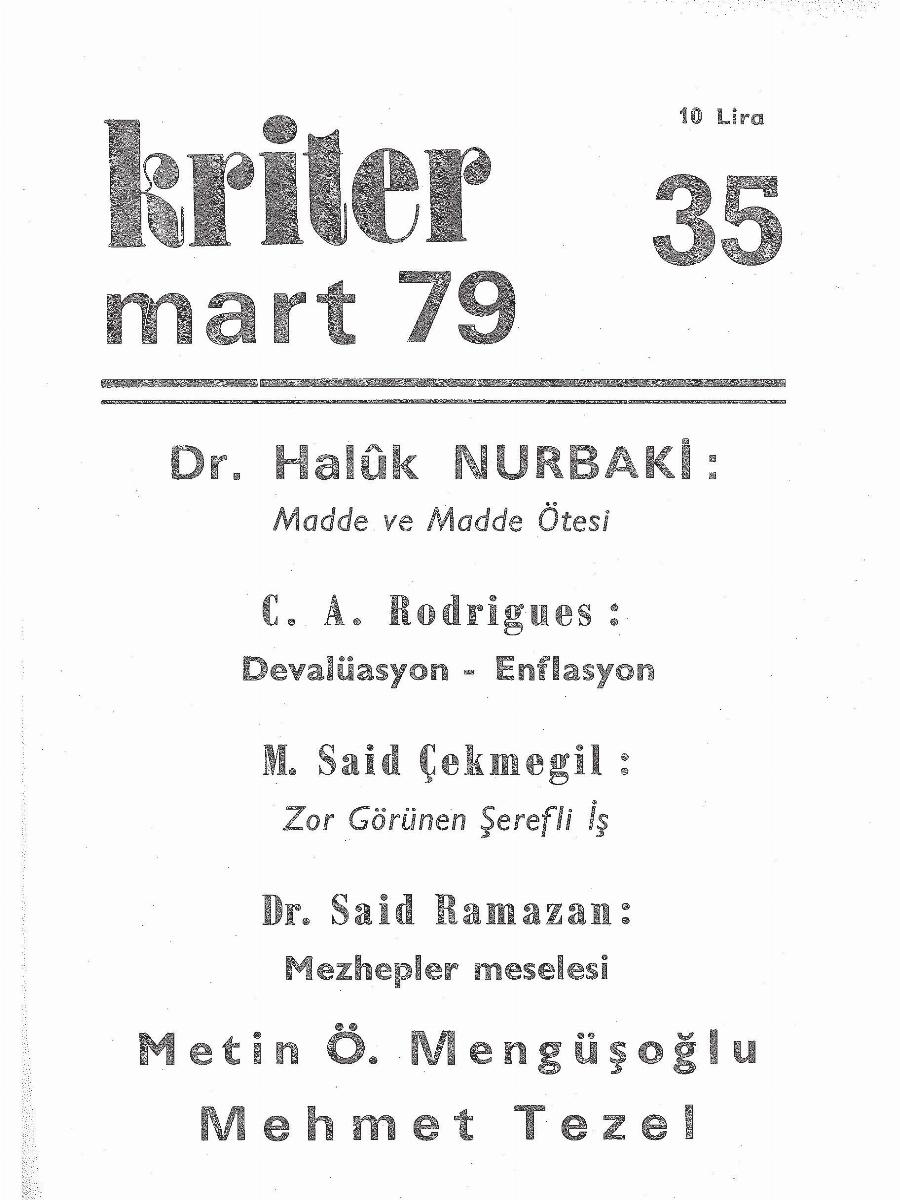 10 Lira
kriter
35
mart 79
Dr. Halûk NURBAKİ:
Madde ve Madde Ötesi
C. A. Rodrigues :
Devalüasyon - Enflasyon
M. Said Çekmegil :
Zor Görünen Şerefli İş
Dr. Said Ramazan:
Mezhepler meselesi
Metin Ö. Mengüşoğlu
Mehmet Tezel